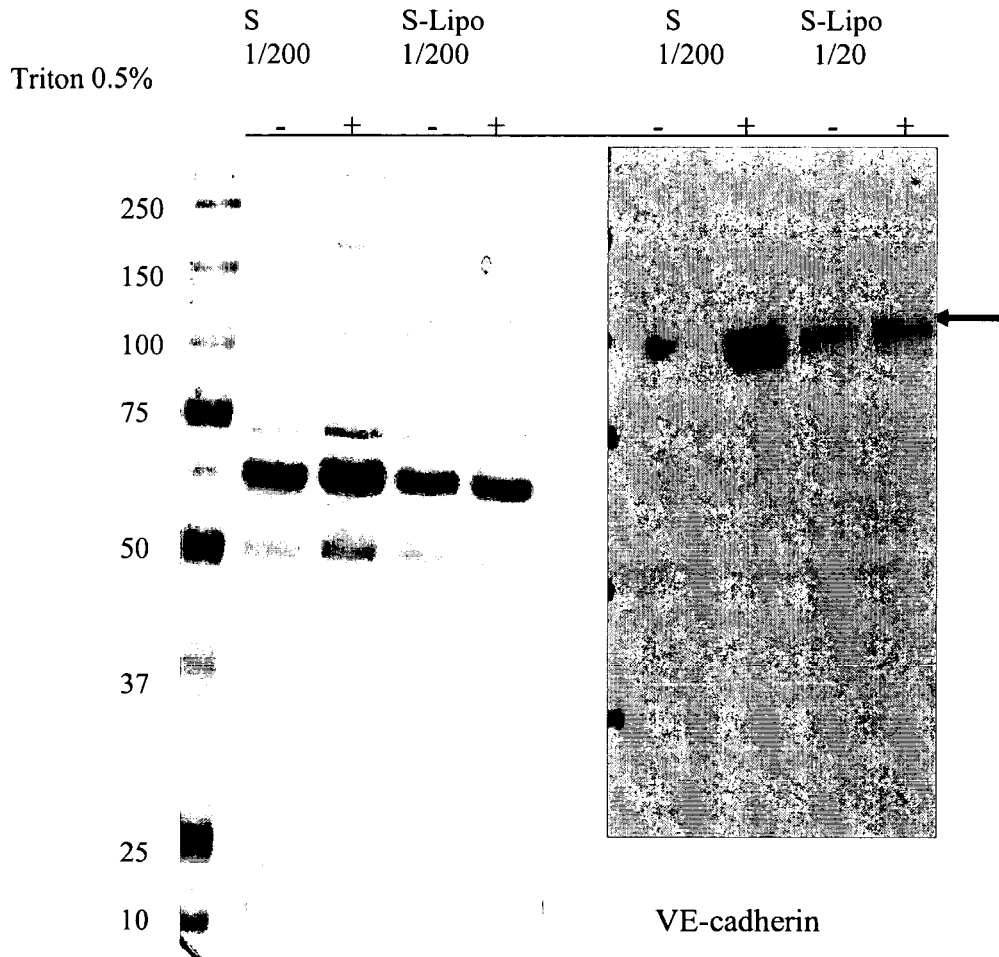 S S-Lipo S S-Lipo
1/200 1/200 1/200 1/20
Triton 0.5%
- + - + - + - +
250
150
100
75
50
37
25
10
VE-cadherin